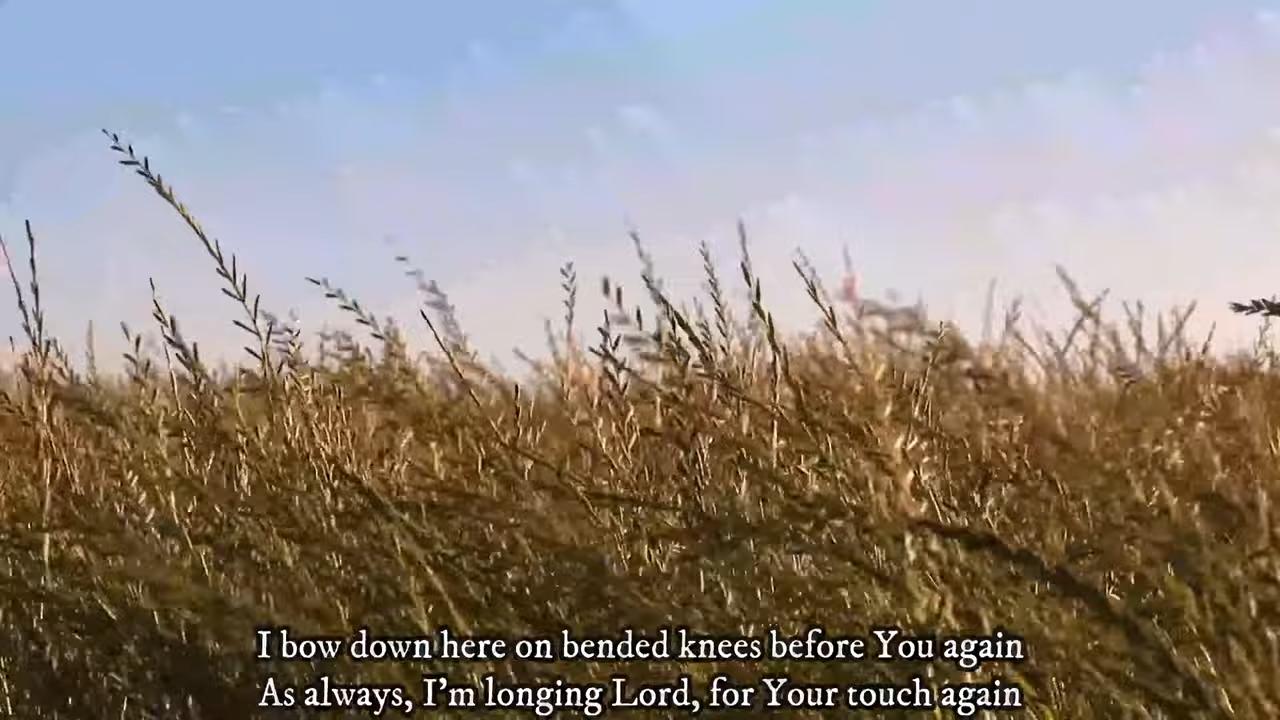 I bow down here on bended knees before You again
As always, I'm longing Lord, for Your touch again